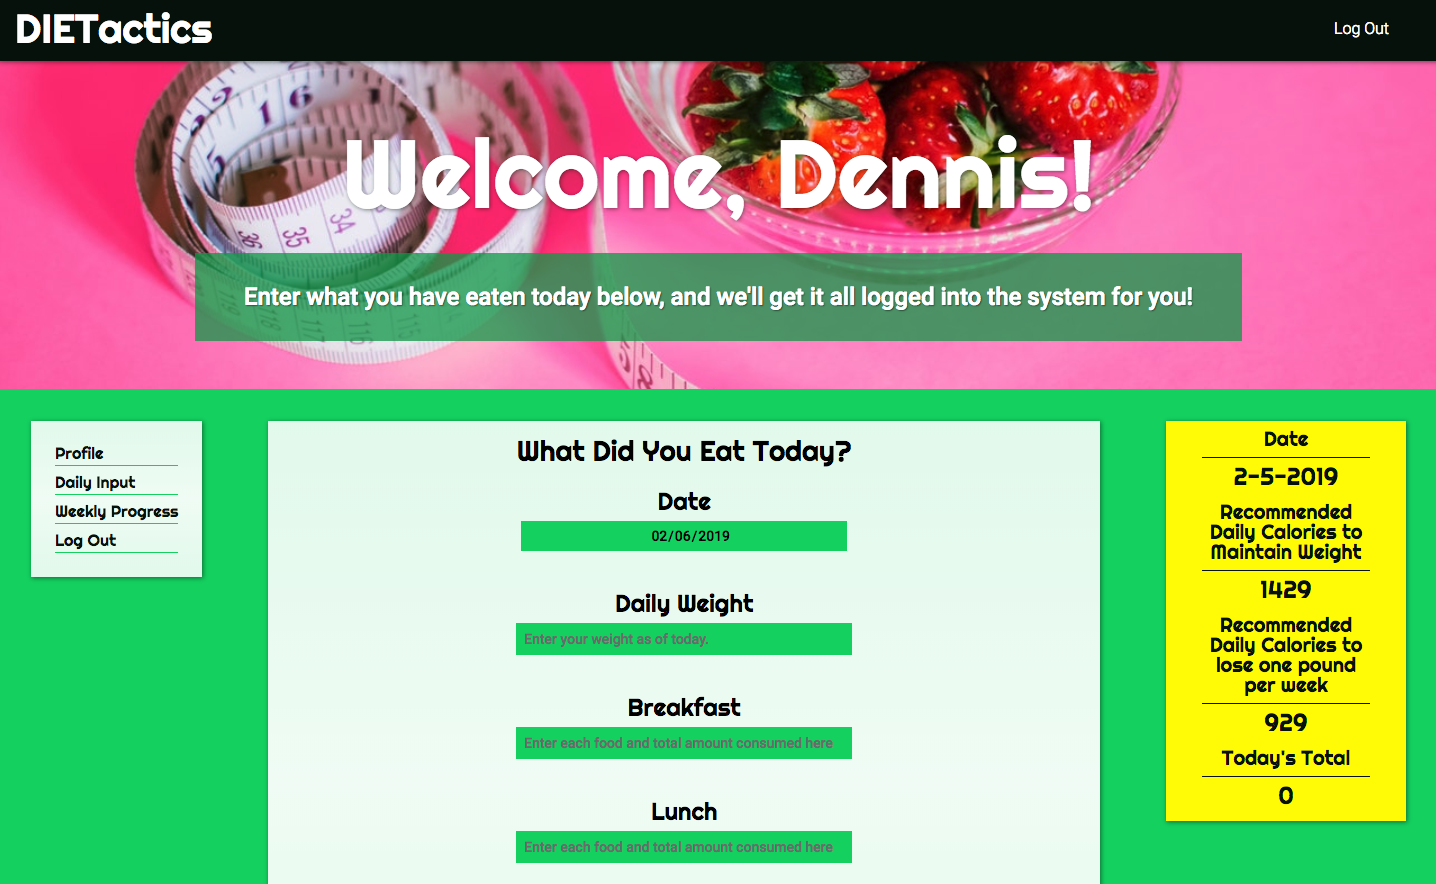 DIETactics
Log Out
Welcome, Dennis!
Enter what you have eaten today below, and we'll get it all logged into the system for you!
Profile
Daily Input
Weekly Progress
Log Out
What Did You Eat Today?
Date
02/06/2019
Daily Weight
Enter your weight as of today.
Breakfast
Enter each food and total amount consumed here
Lunch
Enter each food and total amount consumed here
Date
2-5-2019
Recommended
Daily Calories to
Maintain Weight
1429
Recommended
Daily Calories to
lose one pound
per week
929
Today's Total
0
16
36
35
34